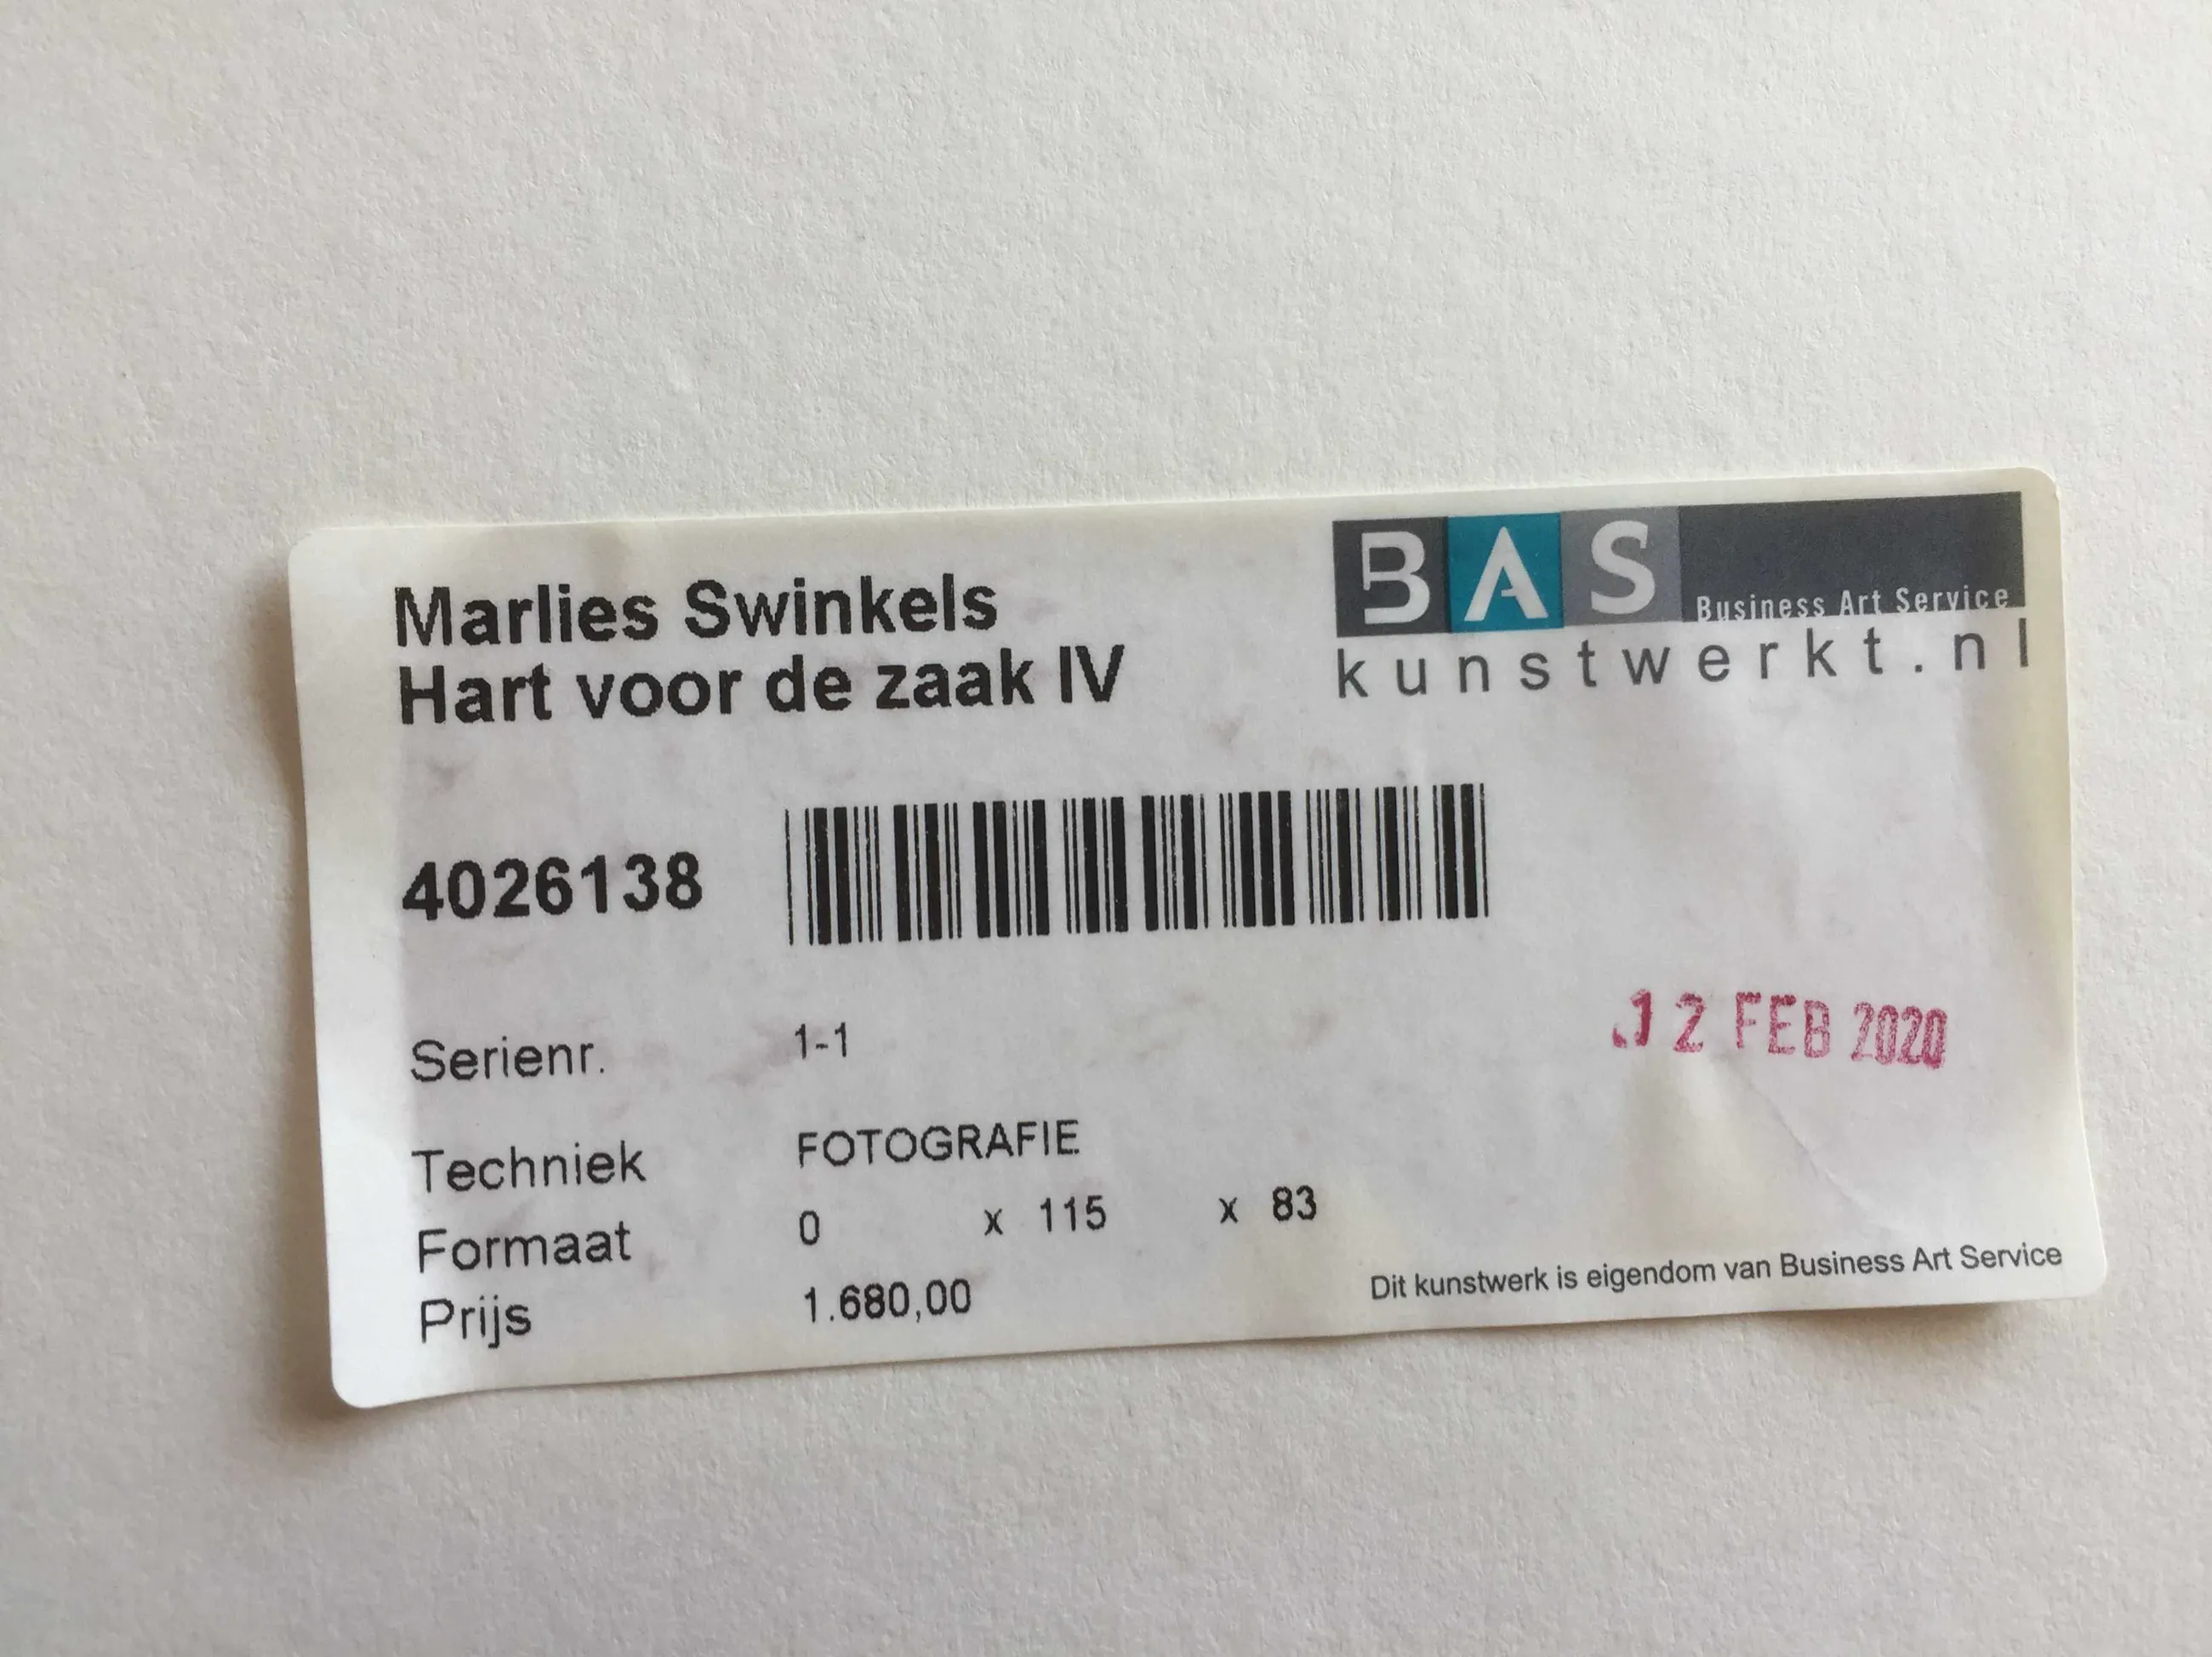 Marlies Swinkels
Hart voor de zaak IV
BAS Business Art Service
kunstwerkt.nl
4026138
Serienr. 1-1
12 FEB 2020
Techniek FOTOGRAFIE
Formaat 0 x 115 x 83
Prijs 1.680,00
Dit kunstwerk is eigendom van Business Art Service